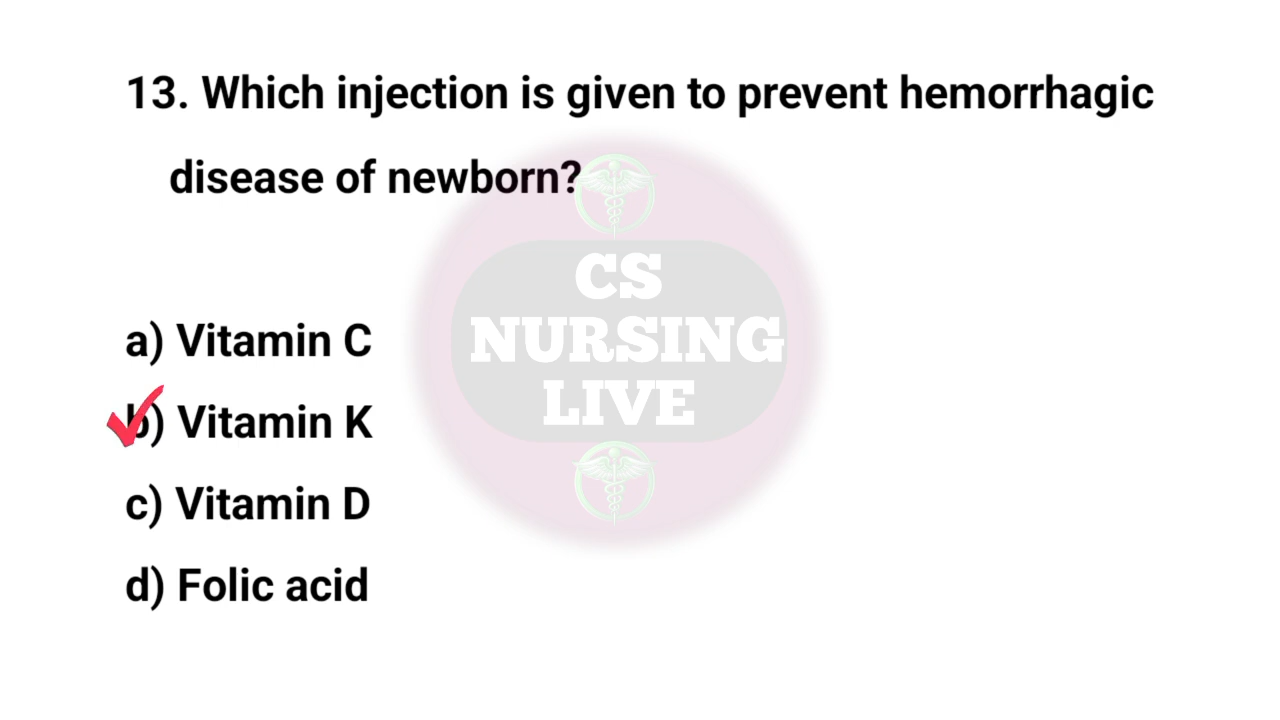 13. Which injection is given to prevent hemorrhagic
disease of newborn?
CS
NURSING
LIVE
a) Vitamin C
b) Vitamin K
c) Vitamin D
d) Folic acid